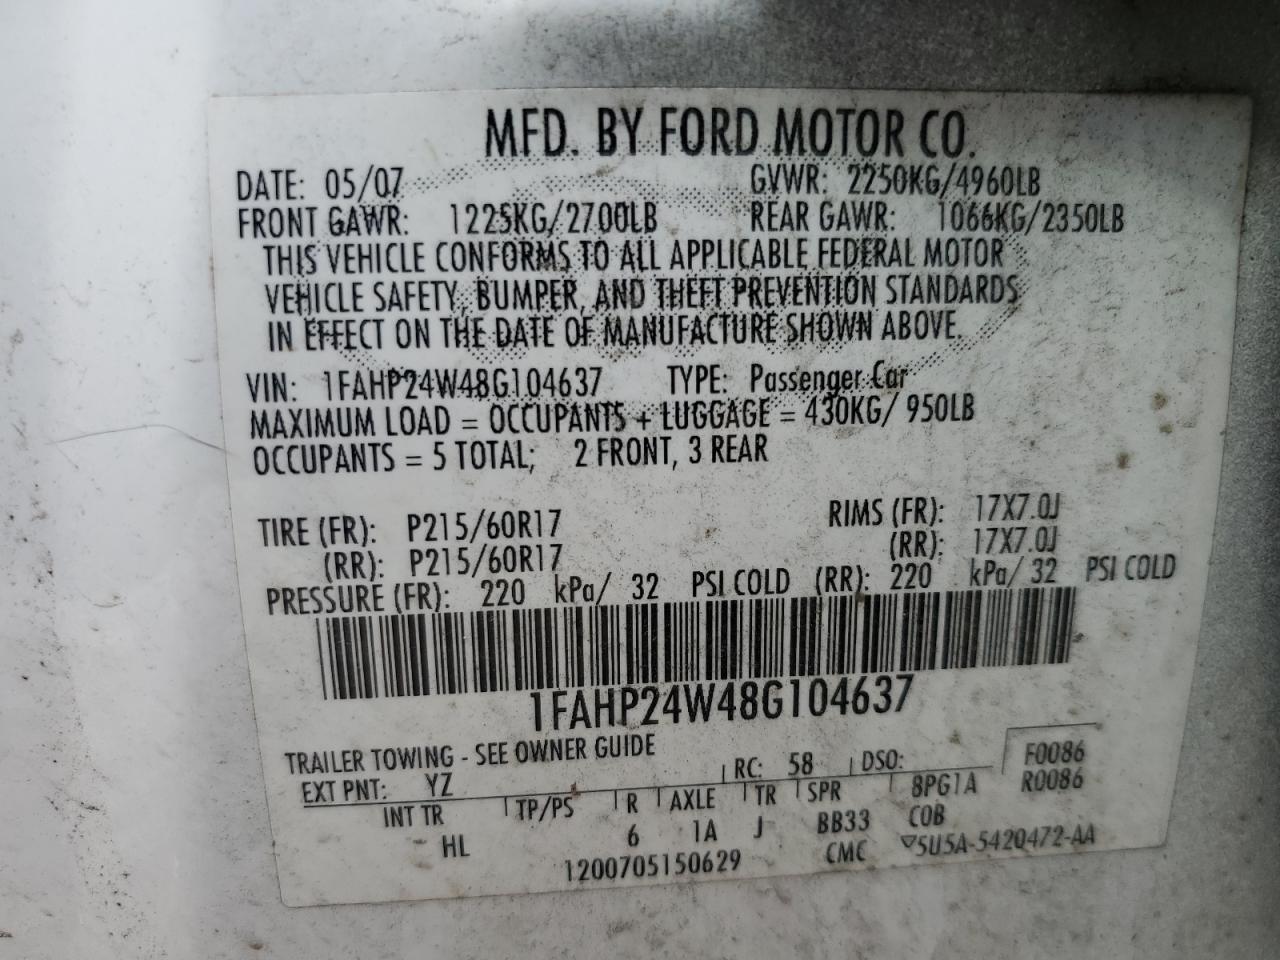 MFD. BY FORD MOTOR CO.
DATE: 05/07 GVWR: 2250KG/4960LB
FRONT GAWR: 1225KG/2700LB REAR GAWR: 1066KG/2350LB
THIS VEHICLE CONFORMS TO ALL APPLICABLE FEDERAL MOTOR
VEHICLE SAFETY, BUMPER, AND THEFT PREVENTION STANDARDS
IN EFFECT ON THE DATE OF MANUFACTURE SHOWN ABOVE.
VIN: 1FAHP24W48G104637 TYPE: Passenger Car
MAXIMUM LOAD = OCCUPANTS + LUGGAGE = 430KG/ 950LB
OCCUPANTS = 5 TOTAL; 2 FRONT, 3 REAR
TIRE (FR): P215/60R17 RIMS (FR): 17X7.0J
(RR): P215/60R17 (RR): 17X7.0J
PRESSURE (FR): 220 kPa/ 32 PSI COLD (RR): 220 kPa/ 32 PSI COLD
1FAHP24W48G104637
TRAILER TOWING - SEE OWNER GUIDE F0086
EXT PNT: YZ RC: 58 DSO: R0086
INT TR TP/PS R AXLE TR SPR 8PG1A
HL 6 1A J BB33 COB
1200705150629 CMC ▽5U5A-5420472-AA